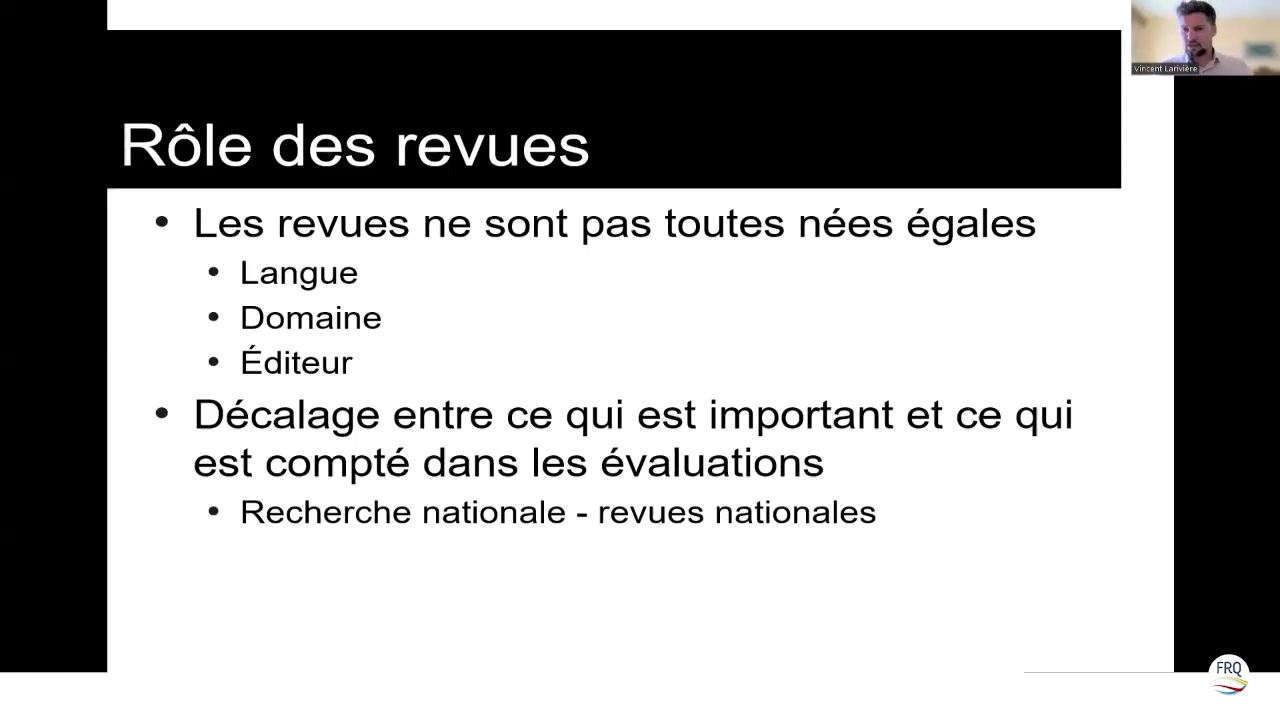 Vincent Larivière
Rôle des revues
• Les revues ne sont pas toutes nées égales
• Langue
• Domaine
• Éditeur
• Décalage entre ce qui est important et ce qui
est compté dans les évaluations
• Recherche nationale - revues nationales
FRQ